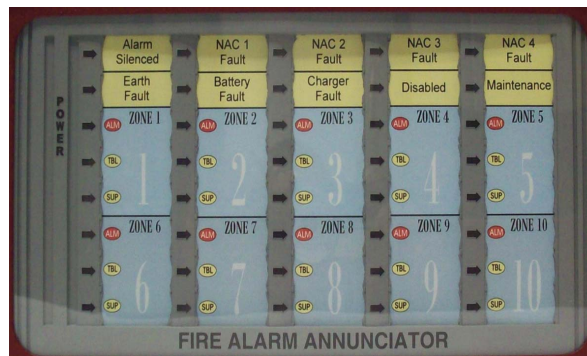 Alarm Silenced
NAC 1 Fault
NAC 2 Fault
NAC 3 Fault
NAC 4 Fault
Earth Fault
Battery Fault
Charger Fault
Disabled
Maintenance
POWER
ZONE 1
ALM
TBL
SUP
1
ZONE 2
ALM
TBL
SUP
2
ZONE 3
ALM
TBL
SUP
3
ZONE 4
ALM
TBL
SUP
4
ZONE 5
ALM
TBL
SUP
5
ZONE 6
ALM
TBL
SUP
6
ZONE 7
ALM
TBL
SUP
7
ZONE 8
ALM
TBL
SUP
8
ZONE 9
ALM
TBL
SUP
9
ZONE 10
ALM
TBL
SUP
10
FIRE ALARM ANNUNCIATOR